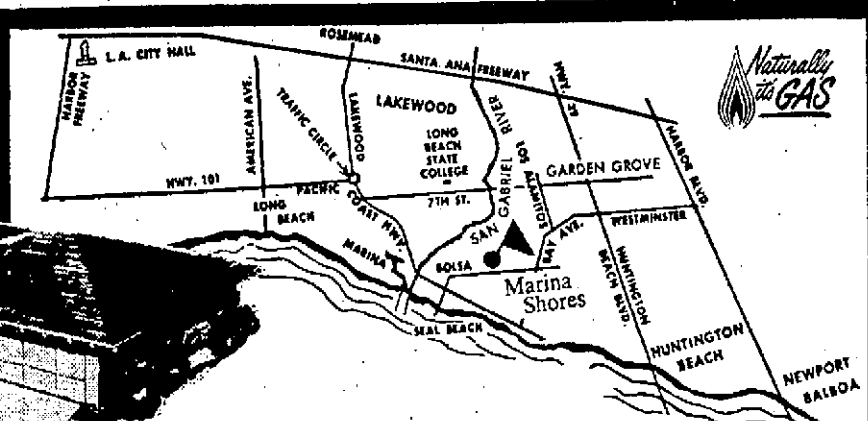 ROSEMEAD
L.A. CITY HALL
SANTA ANA FREEWAY
HWY. 39
Naturally
it's GAS
HARBOR
FREEWAY
AMERICAN AVE.
TRAFFIC CIRCLE
LAKEWOOD
LAKEWOOD
LONG
BEACH
STATE
COLLEGE
SAN GABRIEL RIVER
LOS
ALAMITOS
GARDEN GROVE
HARBOR BLVD.
HWY. 101
PACIFIC
COAST HWY.
7TH ST.
LONG
BEACH
BAY AVE.
WESTMINSTER
MARINA
BOLSA
HUNTINGTON
BEACH BLVD.
Marina
Shores
SEAL BEACH
HUNTINGTON
BEACH
NEWPORT
BALBOA